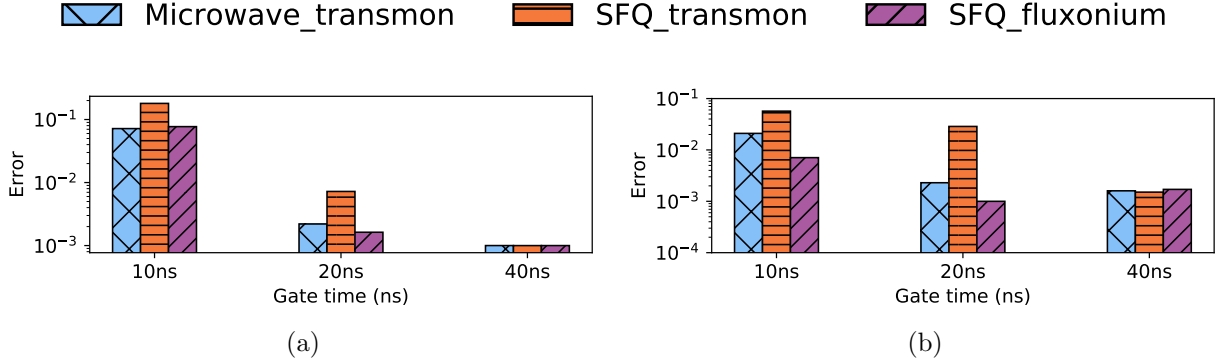 Microwave_transmon SFQ_transmon SFQ_fluxonium
Error
10⁻¹
10⁻²
10⁻³
10ns 20ns 40ns
Gate time (ns)
(a)
Error
10⁻¹
10⁻²
10⁻³
10⁻⁴
10ns 20ns 40ns
Gate time (ns)
(b)